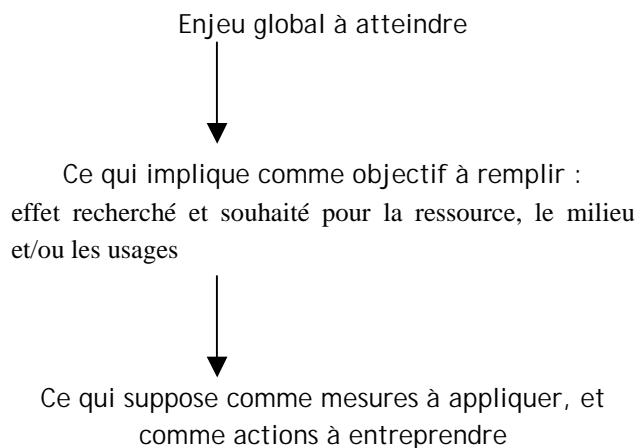 Enjeu global à atteindre
Ce qui implique comme objectif à remplir :
effet recherché et souhaité pour la ressource, le milieu
et/ou les usages
Ce qui suppose comme mesures à appliquer, et
comme actions à entreprendre